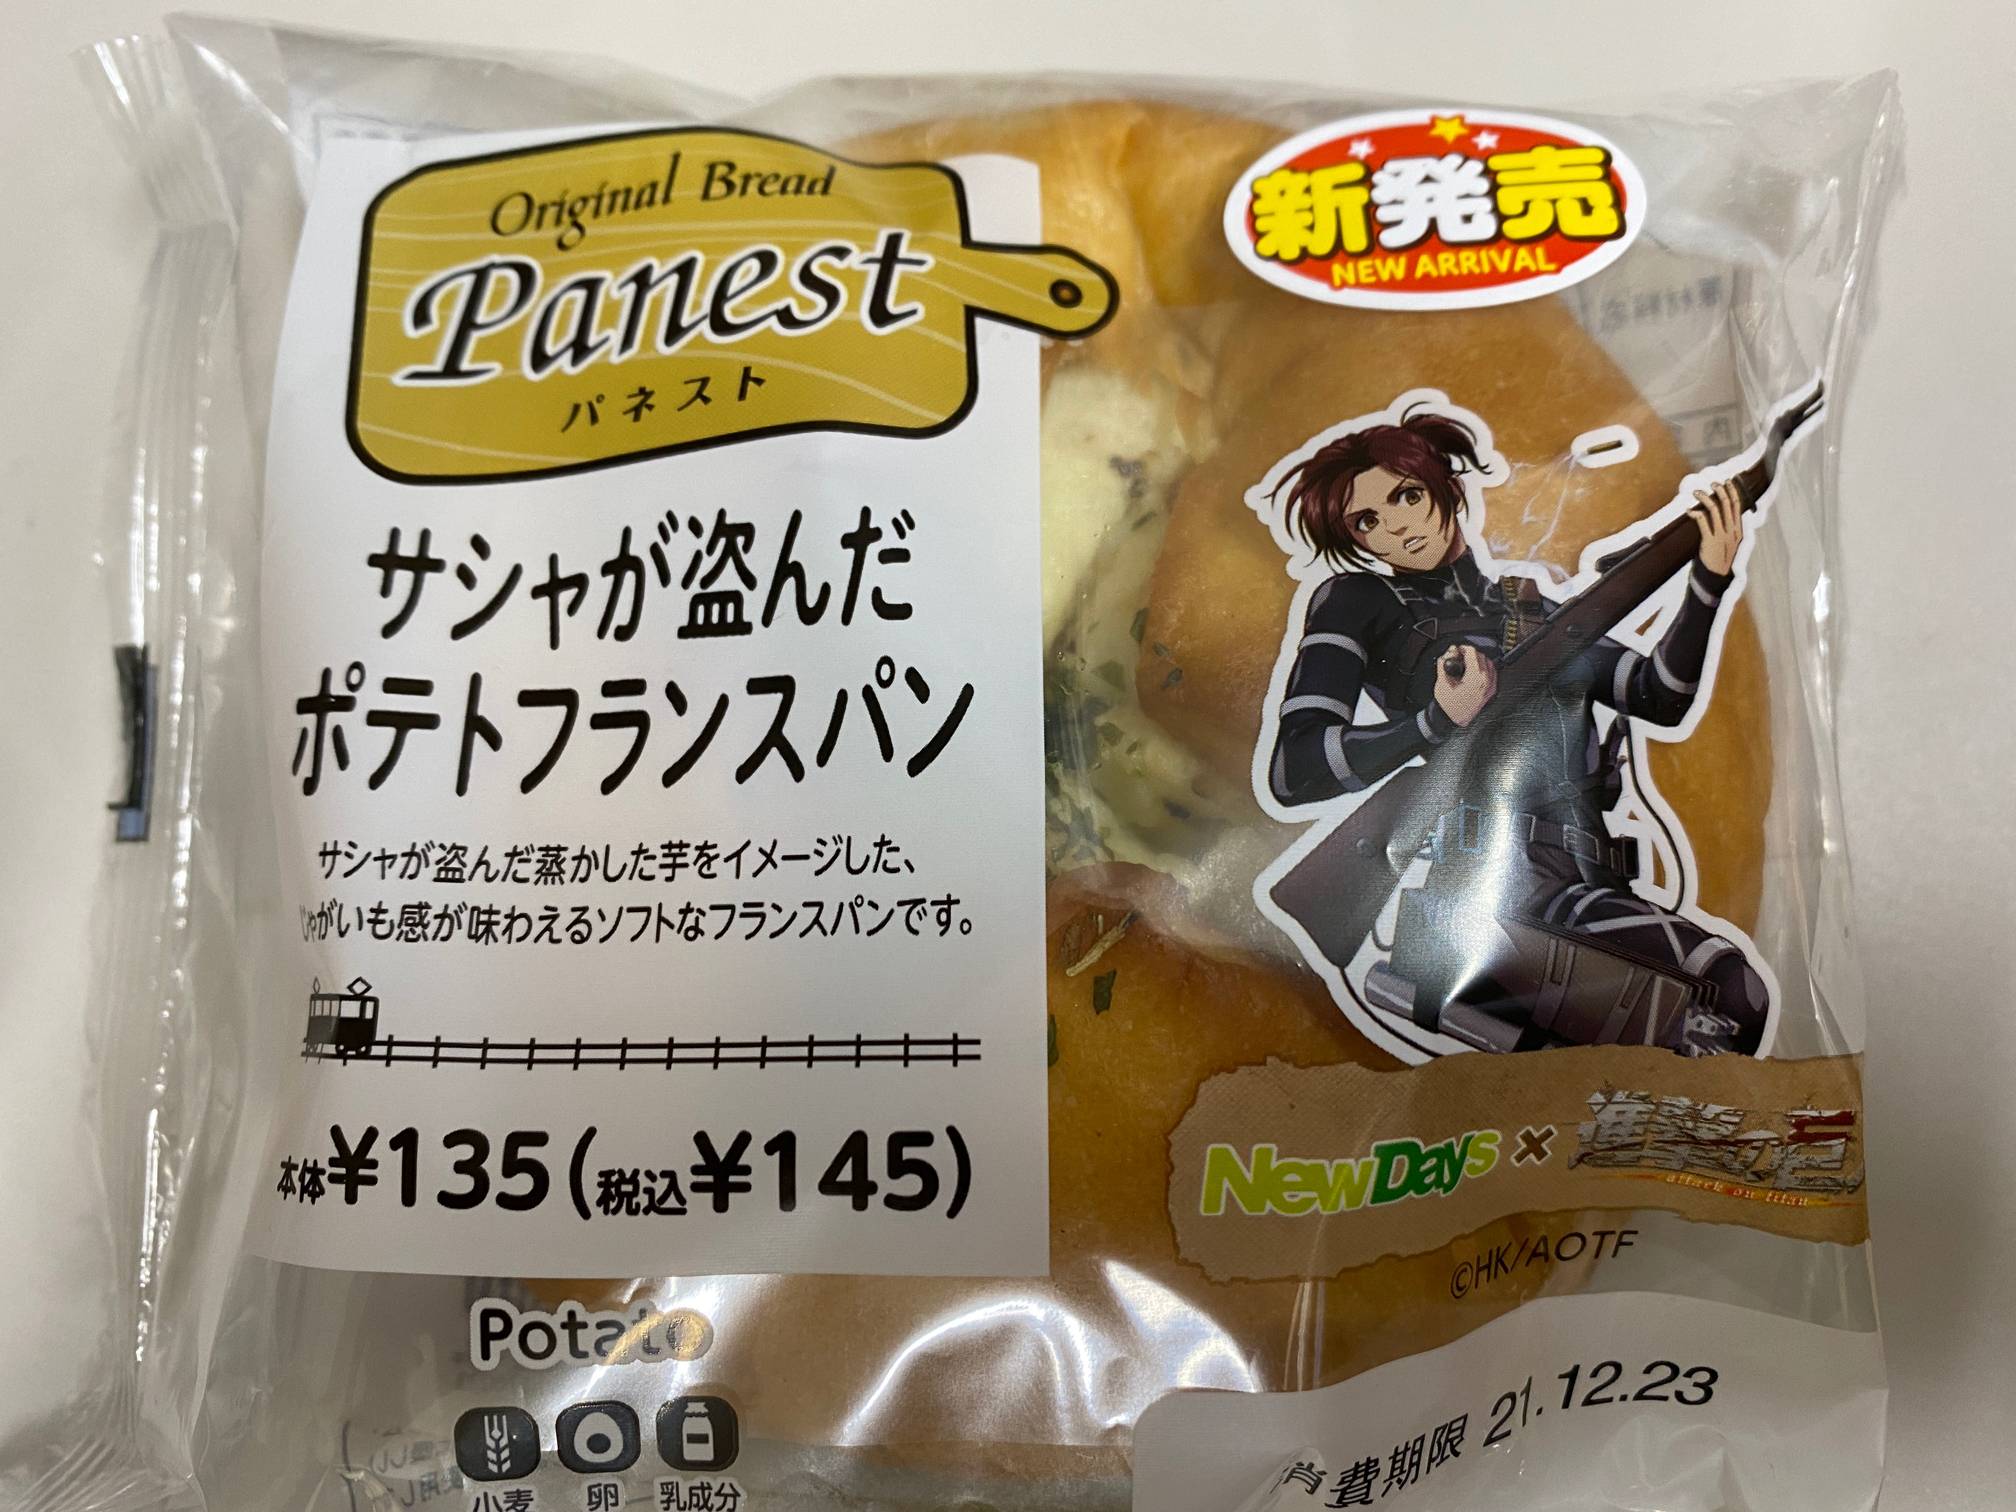 Original Bread
Panest
パネスト
新発売
NEW ARRIVAL
サシャが盗んだ
ポテトフランスパン
サシャが盗んだ蒸かした芋をイメージした、
じゃがいも感が味わえるソフトなフランスパンです。
本体¥135(税込¥145)
NewDays×進撃の巨人
attack on titan
©HK/AOTF
Potato
小麦 卵 乳成分
消費期限 21.12.23